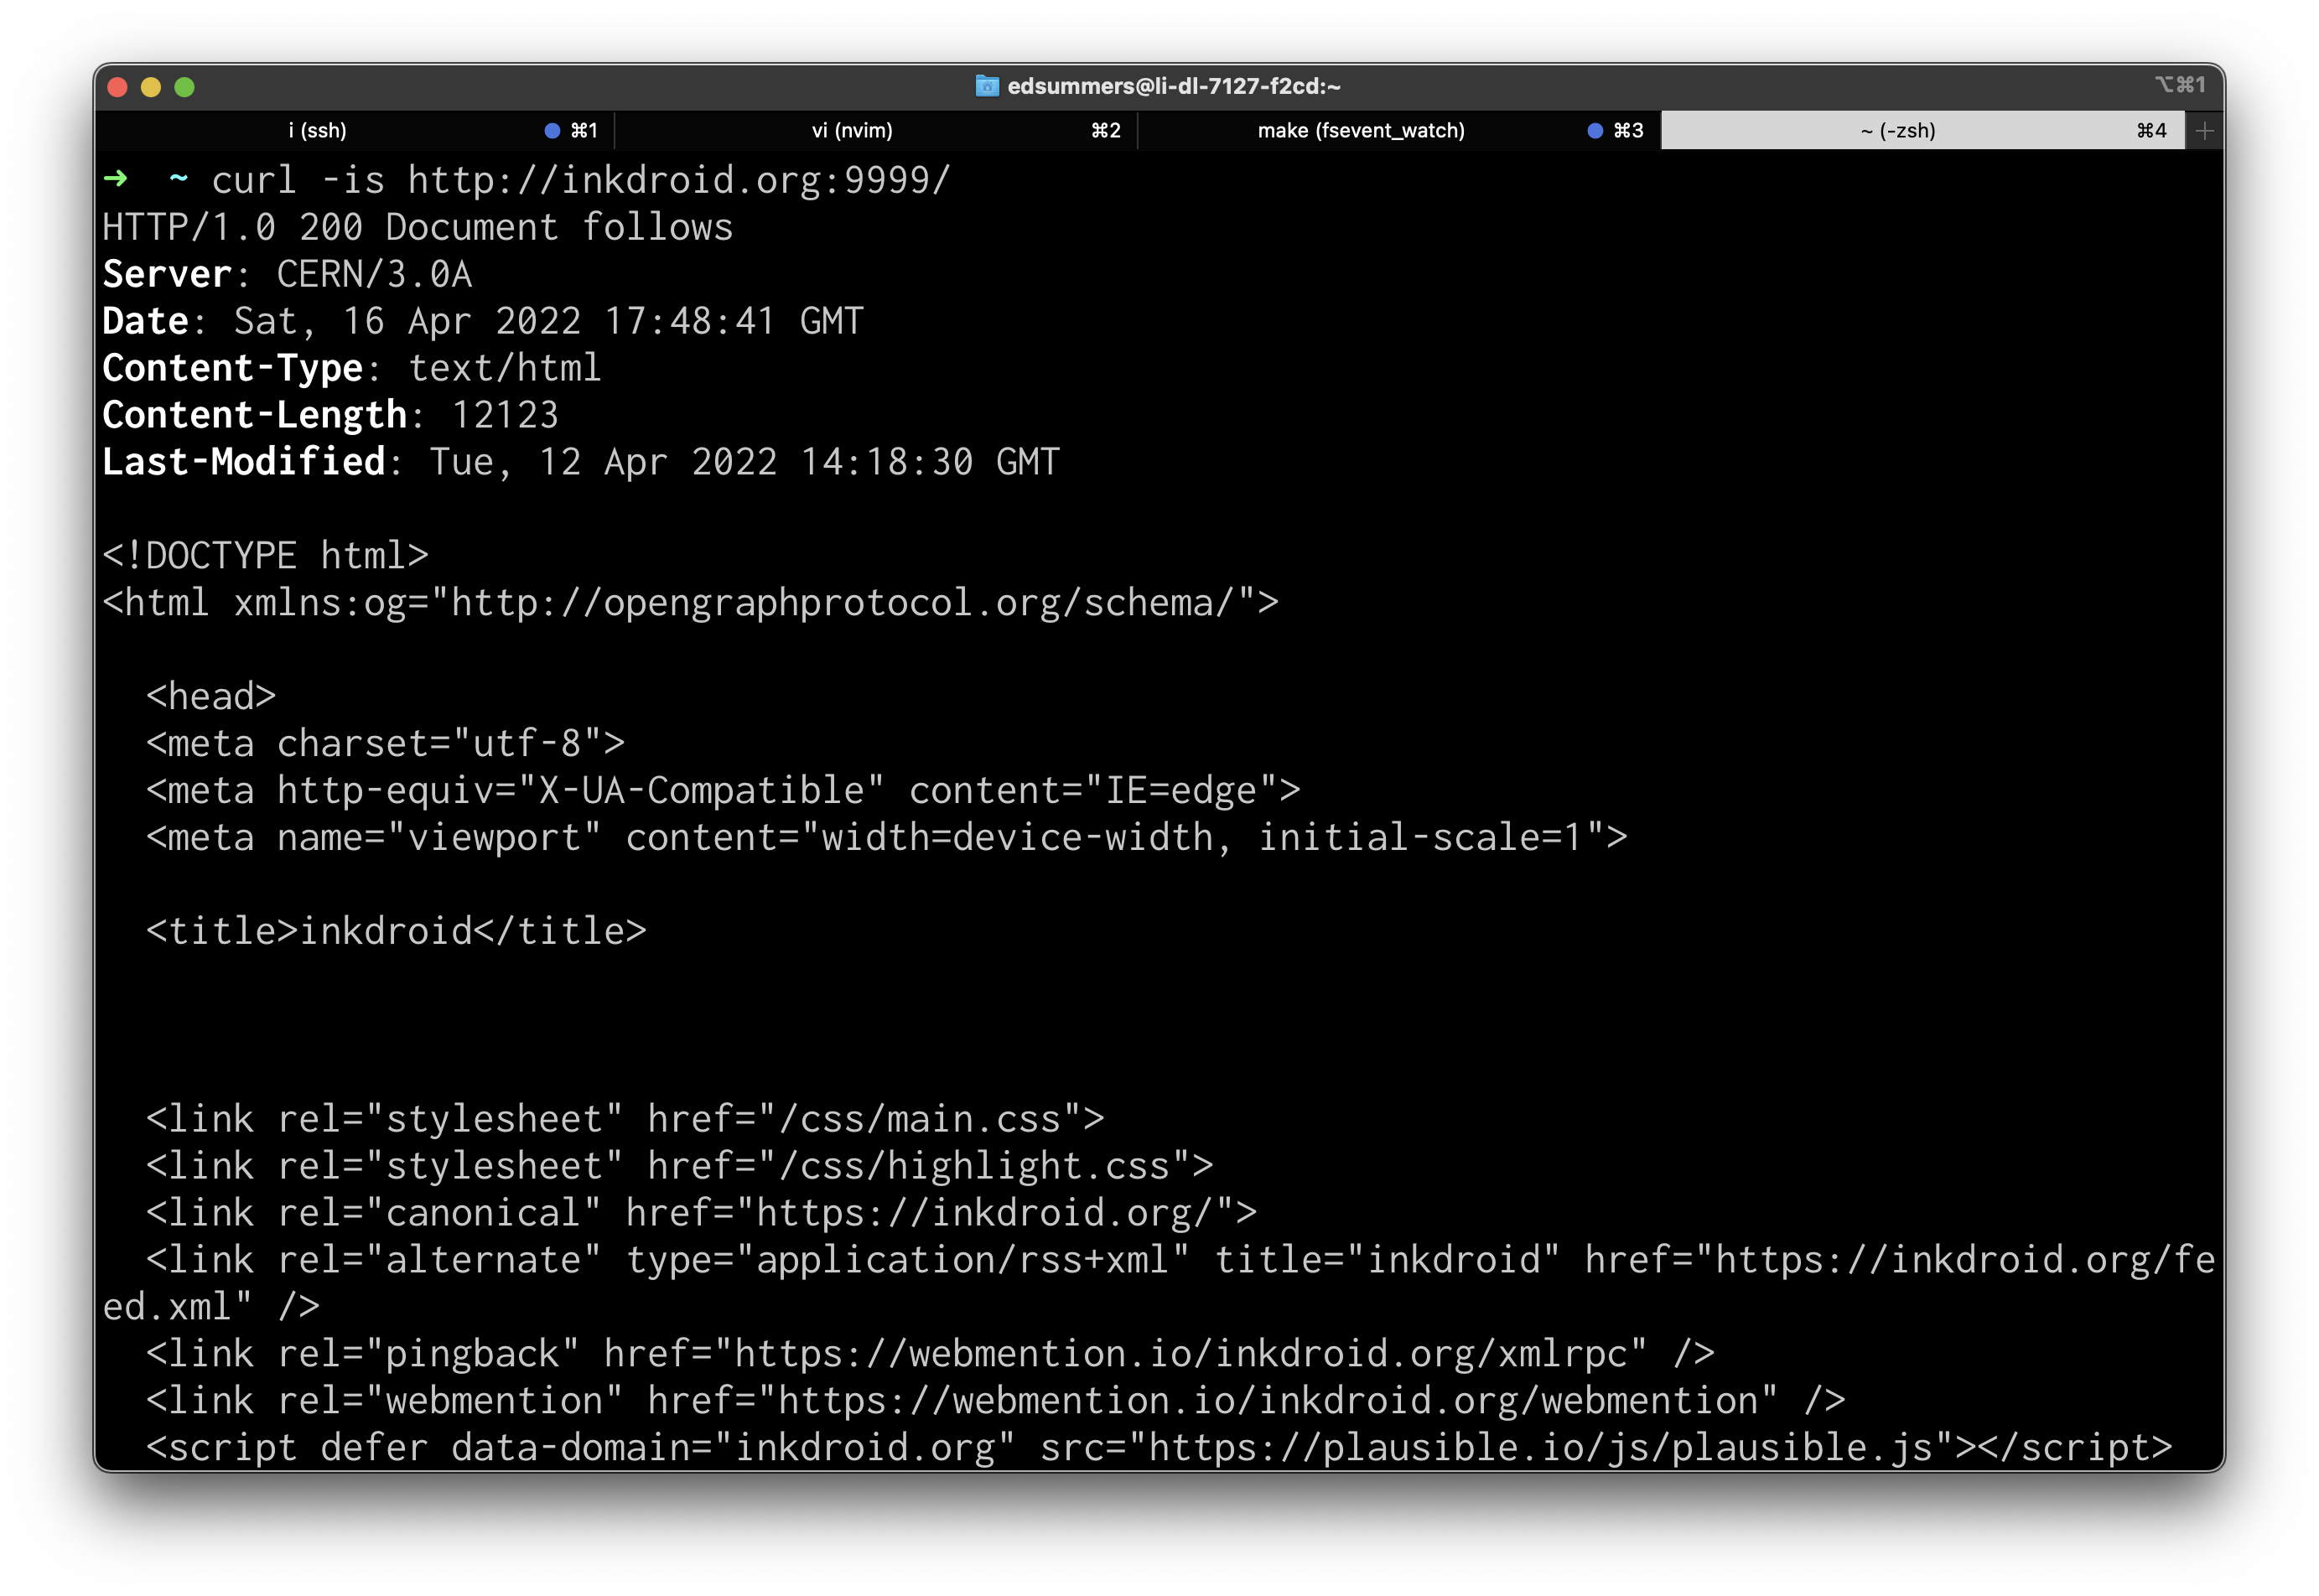 edsummers@li-dl-7127-f2cd:~ ⌥⌘1
i (ssh) ⌘1 vi (nvim) ⌘2 make (fsevent_watch) ⌘3 ~ (-zsh) ⌘4 +
➜  ~ curl -is http://inkdroid.org:9999/
HTTP/1.0 200 Document follows
Server: CERN/3.0A
Date: Sat, 16 Apr 2022 17:48:41 GMT
Content-Type: text/html
Content-Length: 12123
Last-Modified: Tue, 12 Apr 2022 14:18:30 GMT

<!DOCTYPE html>
<html xmlns:og="http://opengraphprotocol.org/schema/">

  <head>
  <meta charset="utf-8">
  <meta http-equiv="X-UA-Compatible" content="IE=edge">
  <meta name="viewport" content="width=device-width, initial-scale=1">

  <title>inkdroid</title>

  <link rel="stylesheet" href="/css/main.css">
  <link rel="stylesheet" href="/css/highlight.css">
  <link rel="canonical" href="https://inkdroid.org/">
  <link rel="alternate" type="application/rss+xml" title="inkdroid" href="https://inkdroid.org/fe
ed.xml" />
  <link rel="pingback" href="https://webmention.io/inkdroid.org/xmlrpc" />
  <link rel="webmention" href="https://webmention.io/inkdroid.org/webmention" />
  <script defer data-domain="inkdroid.org" src="https://plausible.io/js/plausible.js"></script>